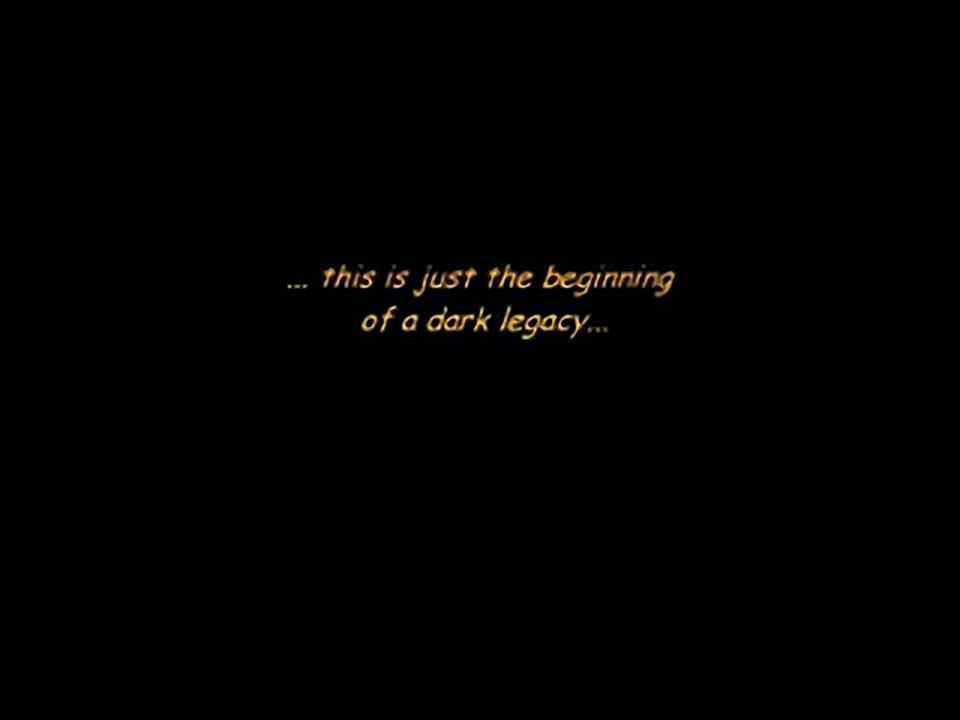 ... this is just the beginning
of a dark legacy...